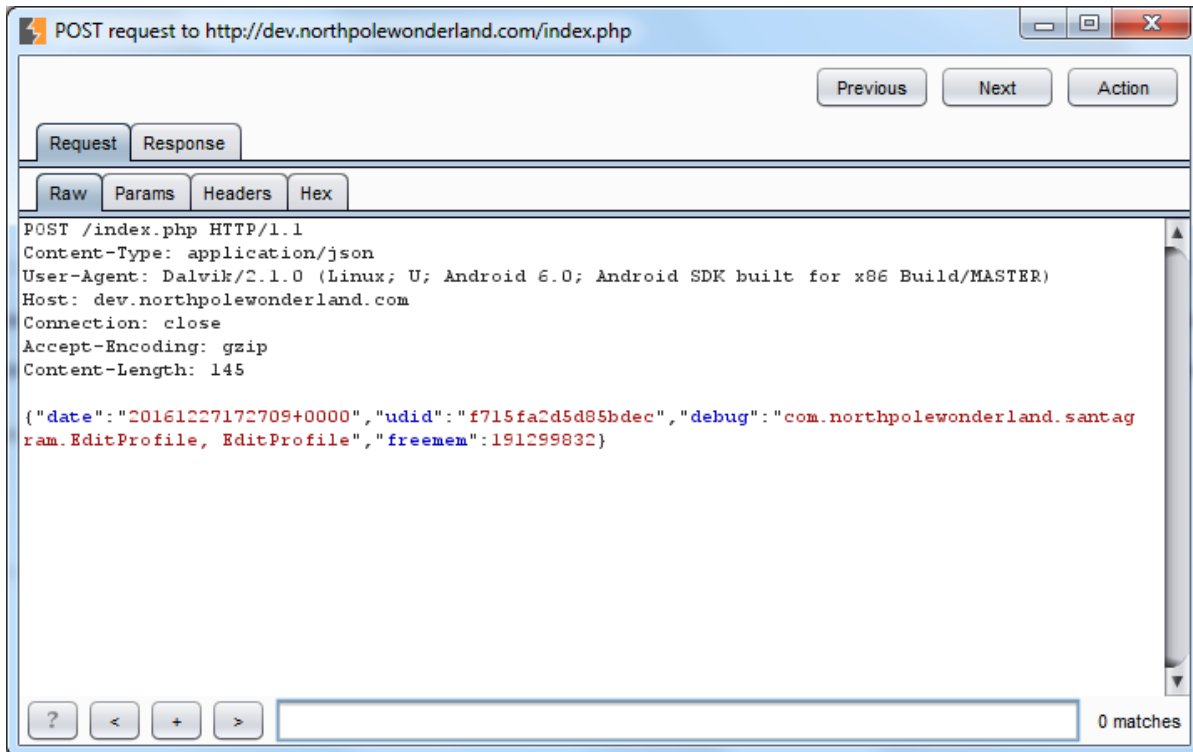 POST request to http://dev.northpolewonderland.com/index.php
Previous Next Action
Request Response
Raw Params Headers Hex
POST /index.php HTTP/1.1
Content-Type: application/json
User-Agent: Dalvik/2.1.0 (Linux; U; Android 6.0; Android SDK built for x86 Build/MASTER)
Host: dev.northpolewonderland.com
Connection: close
Accept-Encoding: gzip
Content-Length: 145
{"date":"20161227172709+0000","udid":"f715fa2d5d85bdec","debug":"com.northpolewonderland.santag
ram.EditProfile, EditProfile","freemem":191299832}
? < + > 0 matches